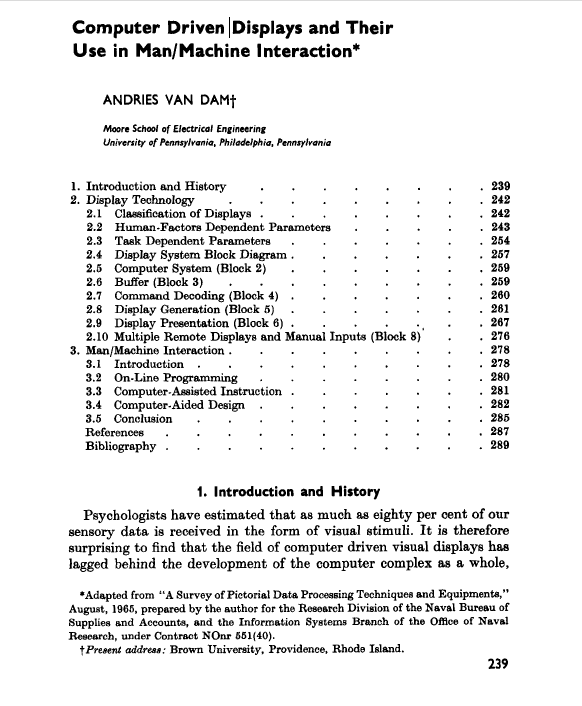 Computer Driven Displays and Their
Use in Man/Machine Interaction*
ANDRIES VAN DAM†
Moore School of Electrical Engineering
University of Pennsylvania, Philadelphia, Pennsylvania
1. Introduction and History . . . . . . . . 239
2. Display Technology . . . . . . . . . 242
2.1 Classification of Displays . . . . . . . . 242
2.2 Human-Factors Dependent Parameters . . . . . 243
2.3 Task Dependent Parameters . . . . . . . 254
2.4 Display System Block Diagram . . . . . . . 257
2.5 Computer System (Block 2) . . . . . . . 259
2.6 Buffer (Block 3) . . . . . . . . . 259
2.7 Command Decoding (Block 4) . . . . . . . 260
2.8 Display Generation (Block 5) . . . . . . . 261
2.9 Display Presentation (Block 6) . . . . . . . 267
2.10 Multiple Remote Displays and Manual Inputs (Block 8) . . 276
3. Man/Machine Interaction . . . . . . . . . 278
3.1 Introduction . . . . . . . . . . 278
3.2 On-Line Programming . . . . . . . . 280
3.3 Computer-Assisted Instruction . . . . . . . 281
3.4 Computer-Aided Design . . . . . . . . 282
3.5 Conclusion . . . . . . . . . . 285
References . . . . . . . . . . . 287
Bibliography . . . . . . . . . . . 289
1. Introduction and History
Psychologists have estimated that as much as eighty per cent of our
sensory data is received in the form of visual stimuli. It is therefore
surprising to find that the field of computer driven visual displays has
lagged behind the development of the computer complex as a whole,
*Adapted from "A Survey of Pictorial Data Processing Techniques and Equipments,"
August, 1965, prepared by the author for the Research Division of the Naval Bureau of
Supplies and Accounts, and the Information Systems Branch of the Office of Naval
Research, under Contract NOnr 551(40).
†Present address: Brown University, Providence, Rhode Island.
239